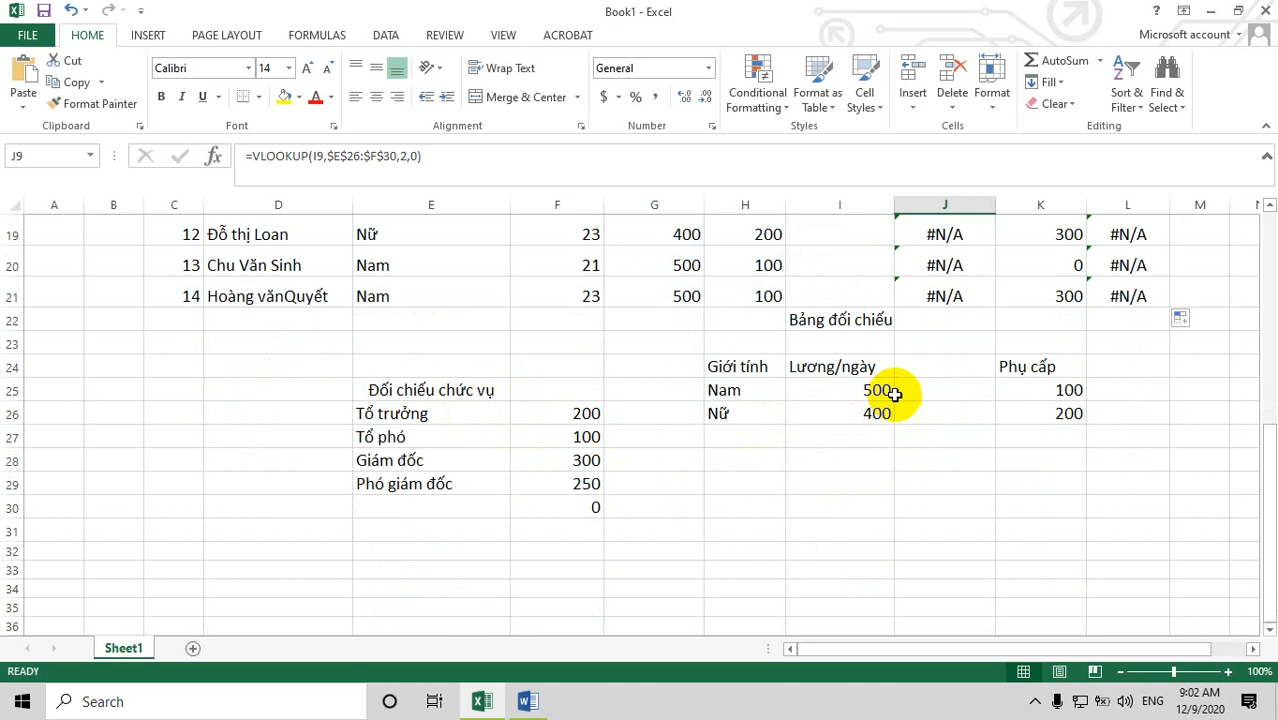 Book1 - Excel
FILE HOME INSERT PAGE LAYOUT FORMULAS DATA REVIEW VIEW ACROBAT Microsoft account
Paste Cut Copy Format Painter Clipboard
Calibri 14 B I U A Font
Wrap Text Merge & Center Alignment
General $ % , Number
Conditional Formatting Format as Table Cell Styles Styles
Insert Delete Format Cells
AutoSum Fill Clear Sort & Filter Find & Select Editing
J9 fx =VLOOKUP(I9,$E$26:$F$30,2,0)
A B C D E F G H I J K L M
19 12 Đỗ thị Loan Nữ 23 400 200 #N/A 300 #N/A
20 13 Chu Văn Sinh Nam 21 500 100 #N/A 0 #N/A
21 14 Hoàng vănQuyết Nam 23 500 100 #N/A 300 #N/A
22 Bảng đối chiếu
23
24 Giới tính Lương/ngày Phụ cấp
25 Đối chiếu chức vụ Nam 500 100
26 Tổ trưởng 200 Nữ 400 200
27 Tổ phó 100
28 Giám đốc 300
29 Phó giám đốc 250
30 0
31
32
33
34
35
36
Sheet1
READY 100%
Search ENG 9:02 AM
12/9/2020